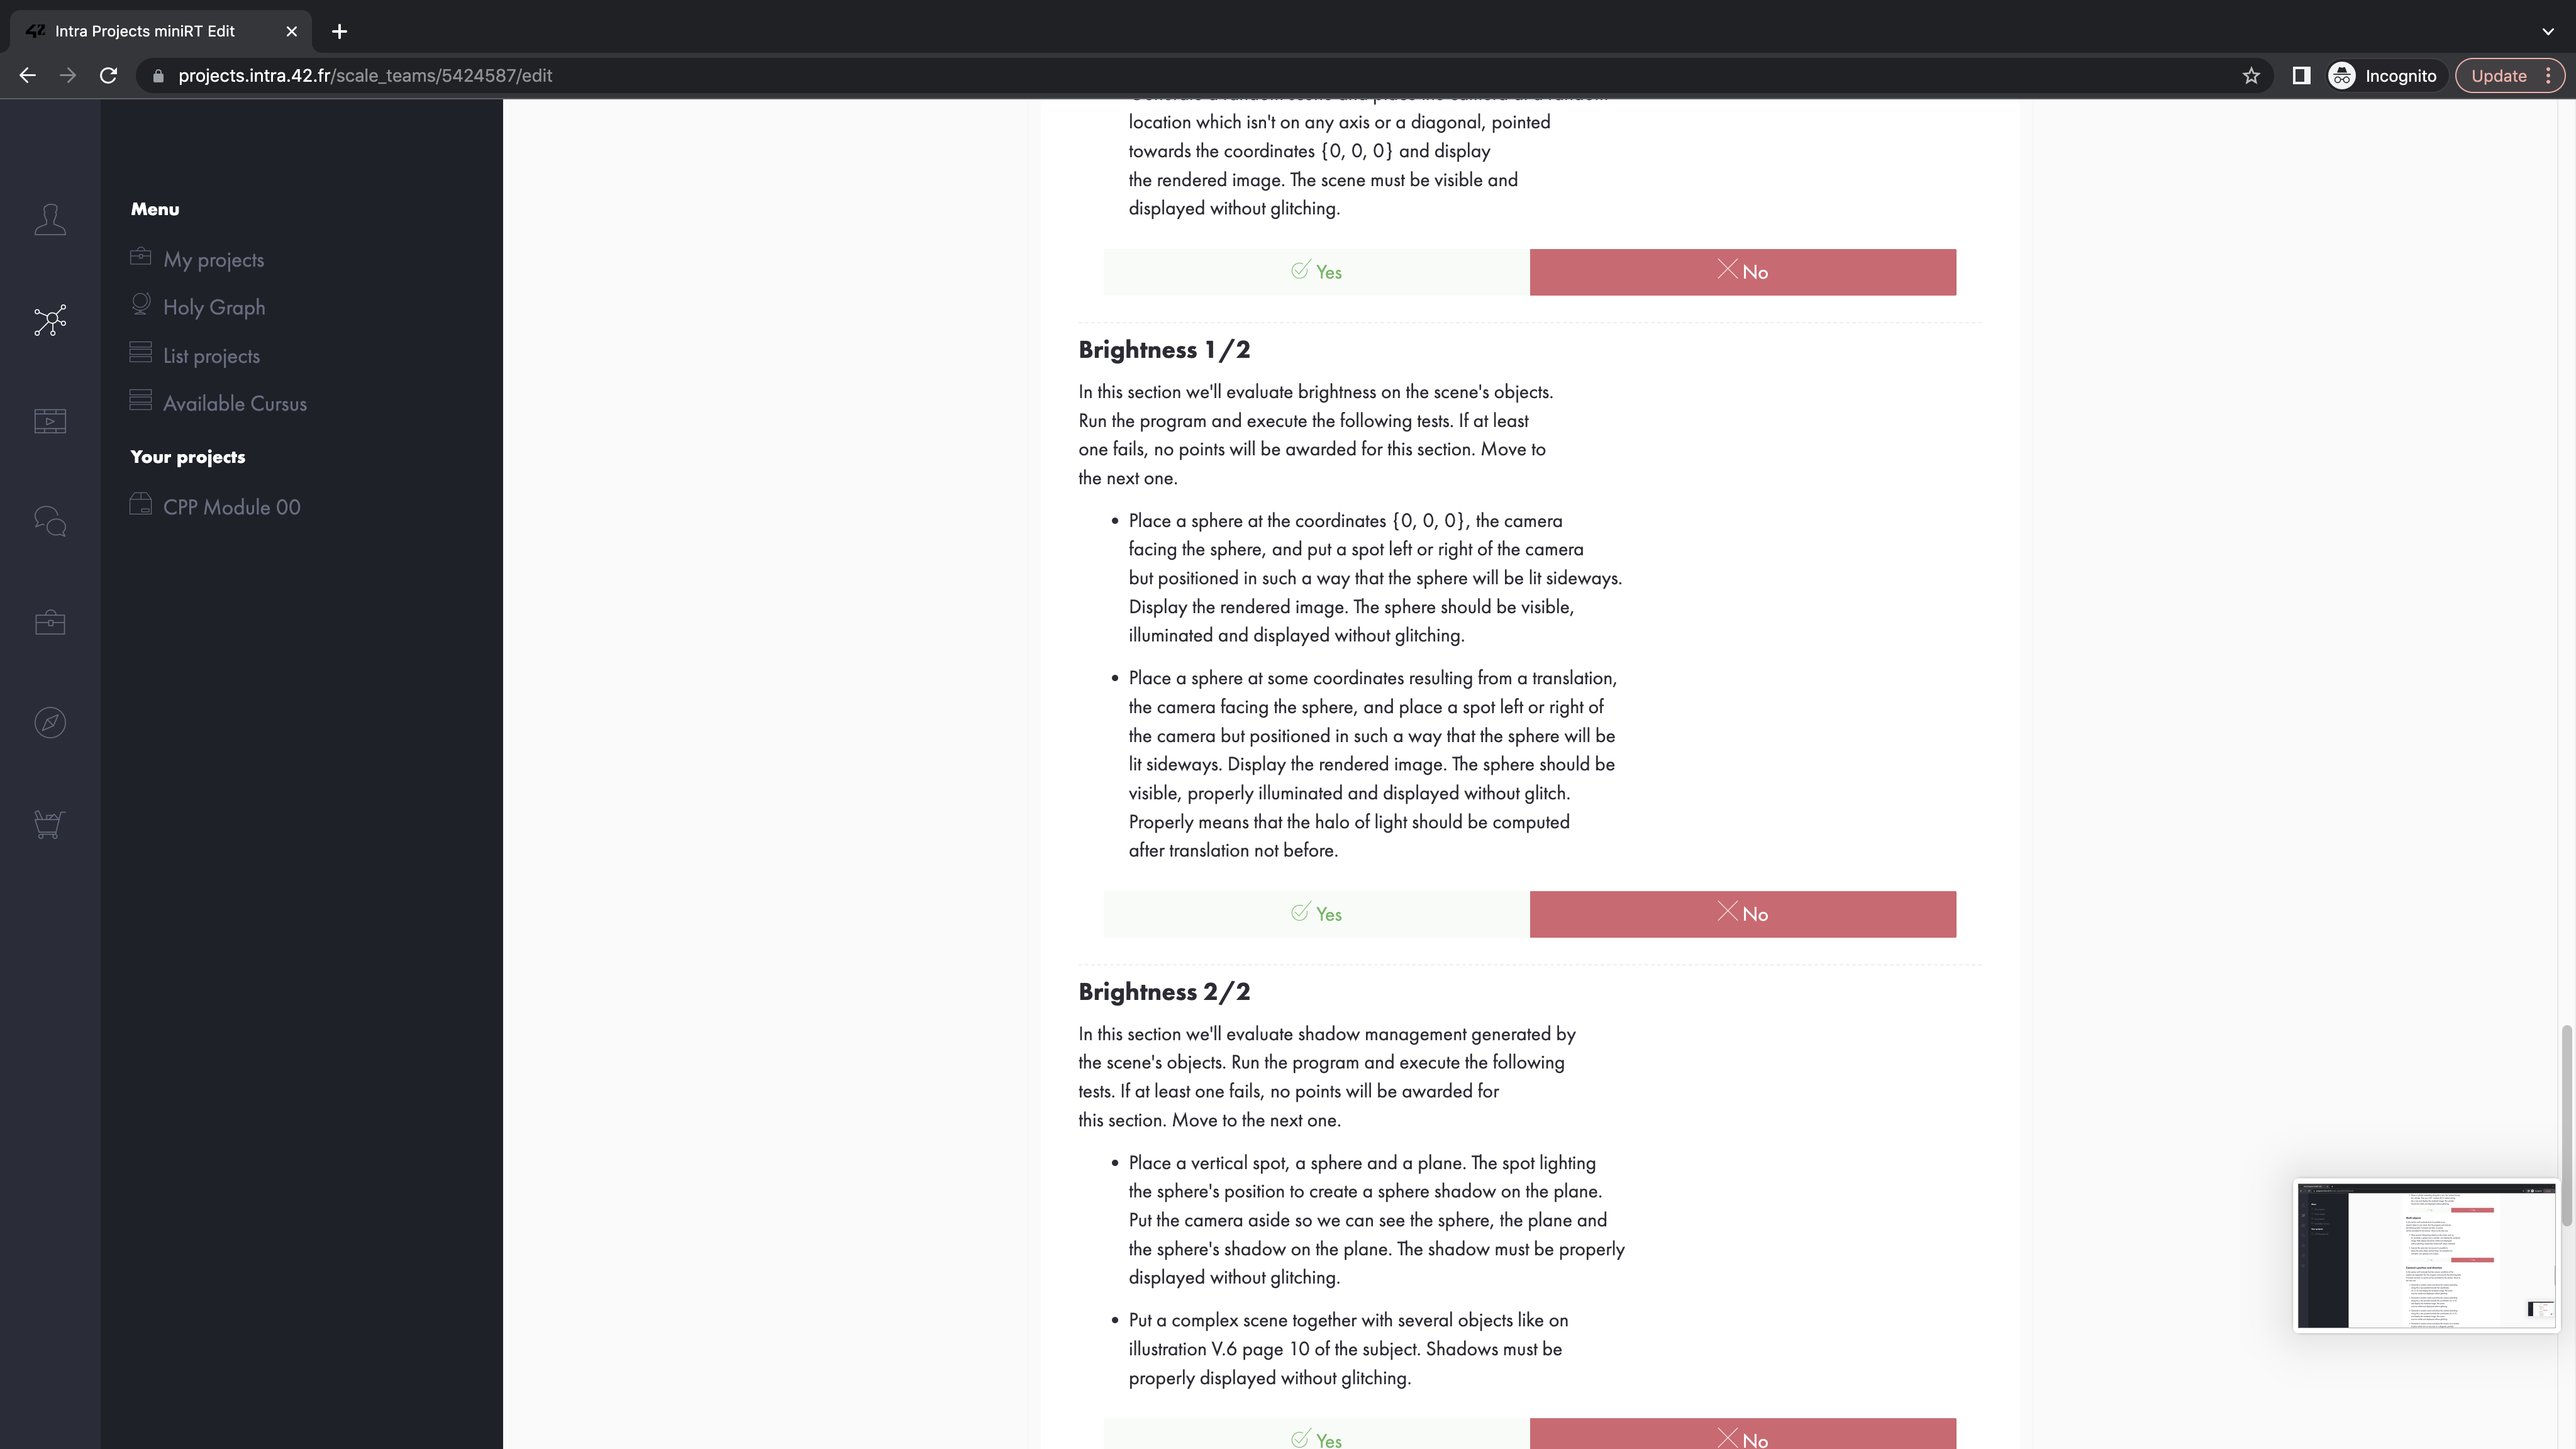 Intra Projects miniRT Edit
projects.intra.42.fr/scale_teams/5424587/edit
Incognito
Update
Menu
My projects
Holy Graph
List projects
Available Cursus
Your projects
CPP Module 00
location which isn't on any axis or a diagonal, pointed
towards the coordinates {0, 0, 0} and display
the rendered image. The scene must be visible and
displayed without glitching.
Yes
No
Brightness 1/2
In this section we'll evaluate brightness on the scene's objects.
Run the program and execute the following tests. If at least
one fails, no points will be awarded for this section. Move to
the next one.
• Place a sphere at the coordinates {0, 0, 0}, the camera
facing the sphere, and put a spot left or right of the camera
but positioned in such a way that the sphere will be lit sideways.
Display the rendered image. The sphere should be visible,
illuminated and displayed without glitching.
• Place a sphere at some coordinates resulting from a translation,
the camera facing the sphere, and place a spot left or right of
the camera but positioned in such a way that the sphere will be
lit sideways. Display the rendered image. The sphere should be
visible, properly illuminated and displayed without glitch.
Properly means that the halo of light should be computed
after translation not before.
Yes
No
Brightness 2/2
In this section we'll evaluate shadow management generated by
the scene's objects. Run the program and execute the following
tests. If at least one fails, no points will be awarded for
this section. Move to the next one.
• Place a vertical spot, a sphere and a plane. The spot lighting
the sphere's position to create a sphere shadow on the plane.
Put the camera aside so we can see the sphere, the plane and
the sphere's shadow on the plane. The shadow must be properly
displayed without glitching.
• Put a complex scene together with several objects like on
illustration V.6 page 10 of the subject. Shadows must be
properly displayed without glitching.
Yes
No